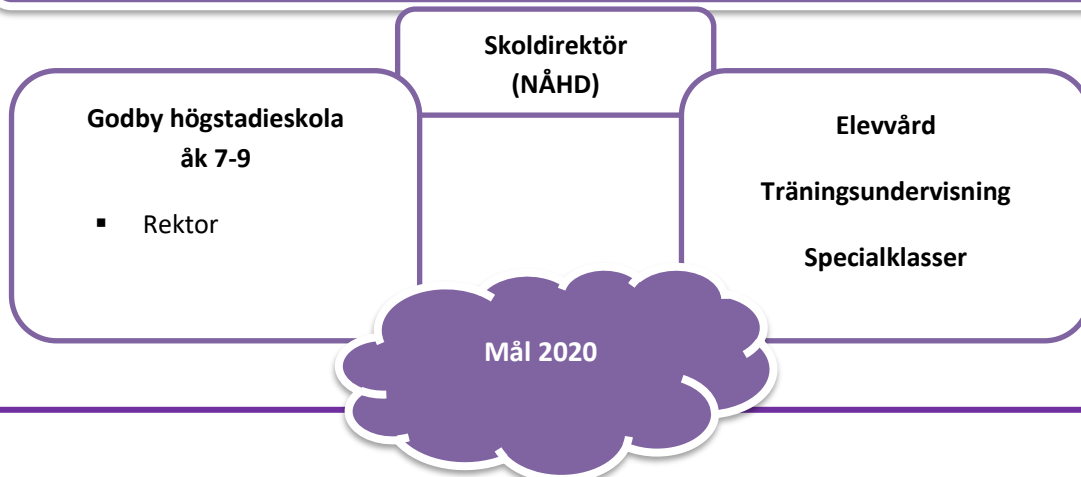 Skoldirektör
(NÅHD)
Godby högstadieskola
åk 7-9
▪ Rektor
Elevvård
Träningsundervisning
Specialklasser
Mål 2020